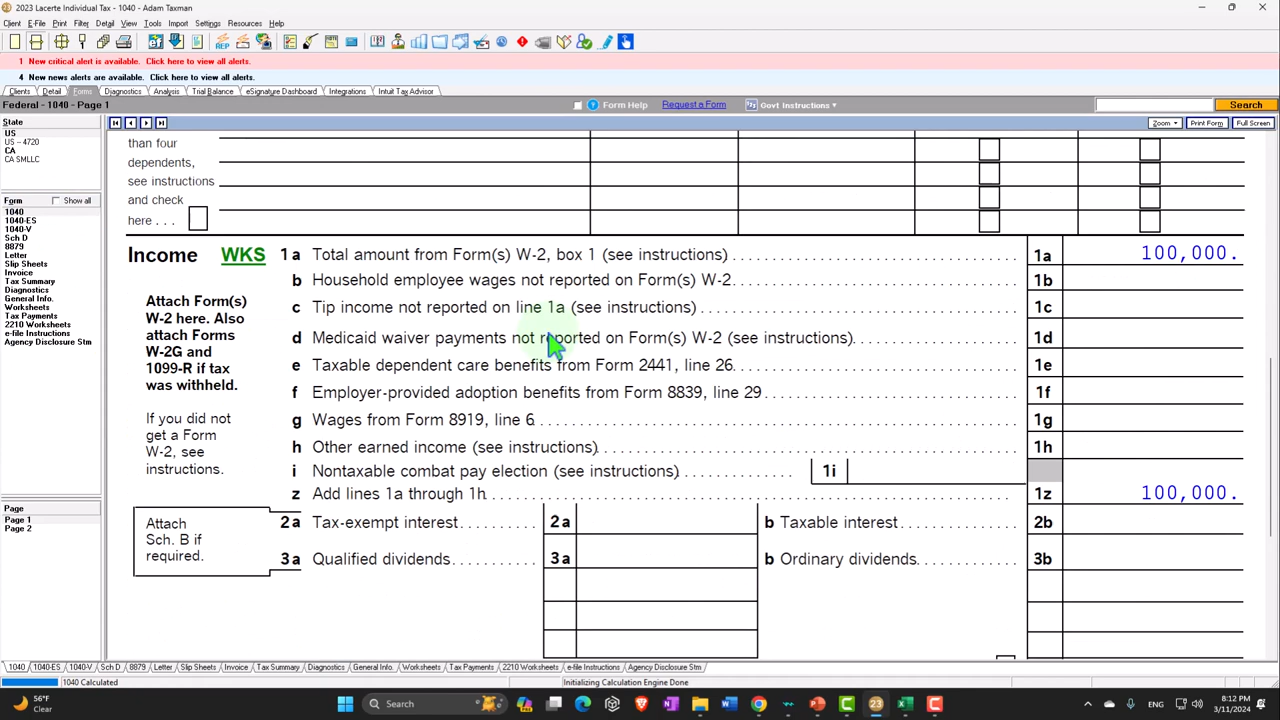 2023 Lacerte Individual Tax - 1040 - Adam Taxman
Client E-File Print Filter Detail View Tools Import Settings Resources Help
REP
1 New critical alert is available. Click here to view all alerts.
4 New news alerts are available. Click here to view all alerts.
Clients Detail Forms Diagnostics Analysis Trial Balance eSignature Dashboard Integrations Intuit Tax Advisor
Federal - 1040 - Page 1
? Form Help Request a Form Govt Instructions Search
State
US
US -- 4720
CA
CA SMLLC
Form Show all
1040
1040-ES
1040-V
Sch D
8879
Letter
Slip Sheets
Invoice
Tax Summary
Diagnostics
General Info.
Worksheets
Tax Payments
2210 Worksheets
e-file Instructions
Agency Disclosure Stm
Page
Page 1
Page 2
Zoom Print Form Full Screen
than four
dependents,
see instructions
and check
here . . .
Income WKS 1a Total amount from Form(s) W-2, box 1 (see instructions) 1a 100,000.
b Household employee wages not reported on Form(s) W-2 1b
c Tip income not reported on line 1a (see instructions) 1c
d Medicaid waiver payments not reported on Form(s) W-2 (see instructions) 1d
e Taxable dependent care benefits from Form 2441, line 26 1e
f Employer-provided adoption benefits from Form 8839, line 29 1f
g Wages from Form 8919, line 6 1g
h Other earned income (see instructions) 1h
i Nontaxable combat pay election (see instructions) 1i
z Add lines 1a through 1h 1z 100,000.
Attach Form(s)
W-2 here. Also
attach Forms
W-2G and
1099-R if tax
was withheld.
If you did not
get a Form
W-2, see
instructions.
Attach
Sch. B if
required.
2a Tax-exempt interest 2a b Taxable interest 2b
3a Qualified dividends 3a b Ordinary dividends 3b
1040 1040-ES 1040-V Sch D 8879 Letter Slip Sheets Invoice Tax Summary Diagnostics General Info. Worksheets Tax Payments 2210 Worksheets e-file Instructions Agency Disclosure Stm
1040 Calculated Initializing Calculation Engine Done
56°F
Clear
Search
23
ENG
8:12 PM
3/11/2024